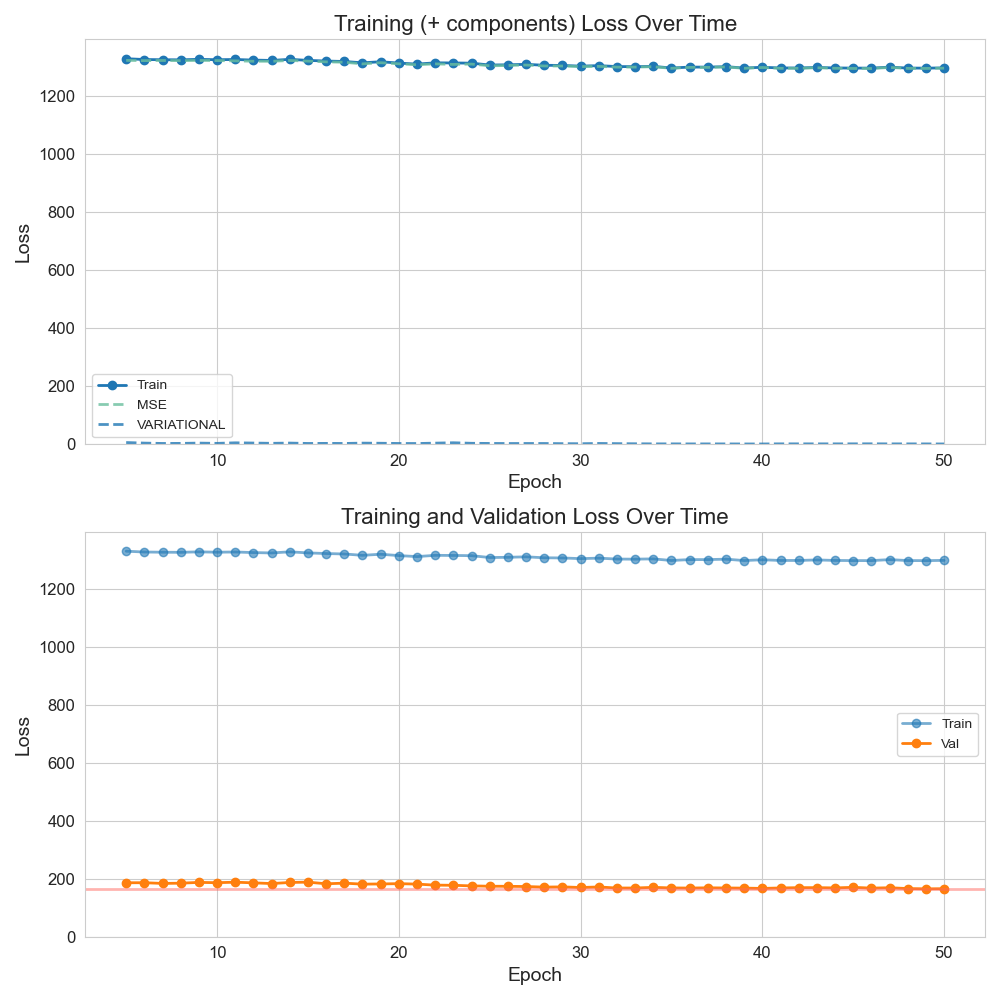 Training (+ components) Loss Over Time
1200
1000
800
600
400
200
0
Loss
Train
MSE
VARIATIONAL
10 20 30 40 50
Epoch
Training and Validation Loss Over Time
1200
1000
800
600
400
200
0
Loss
Train
Val
10 20 30 40 50
Epoch